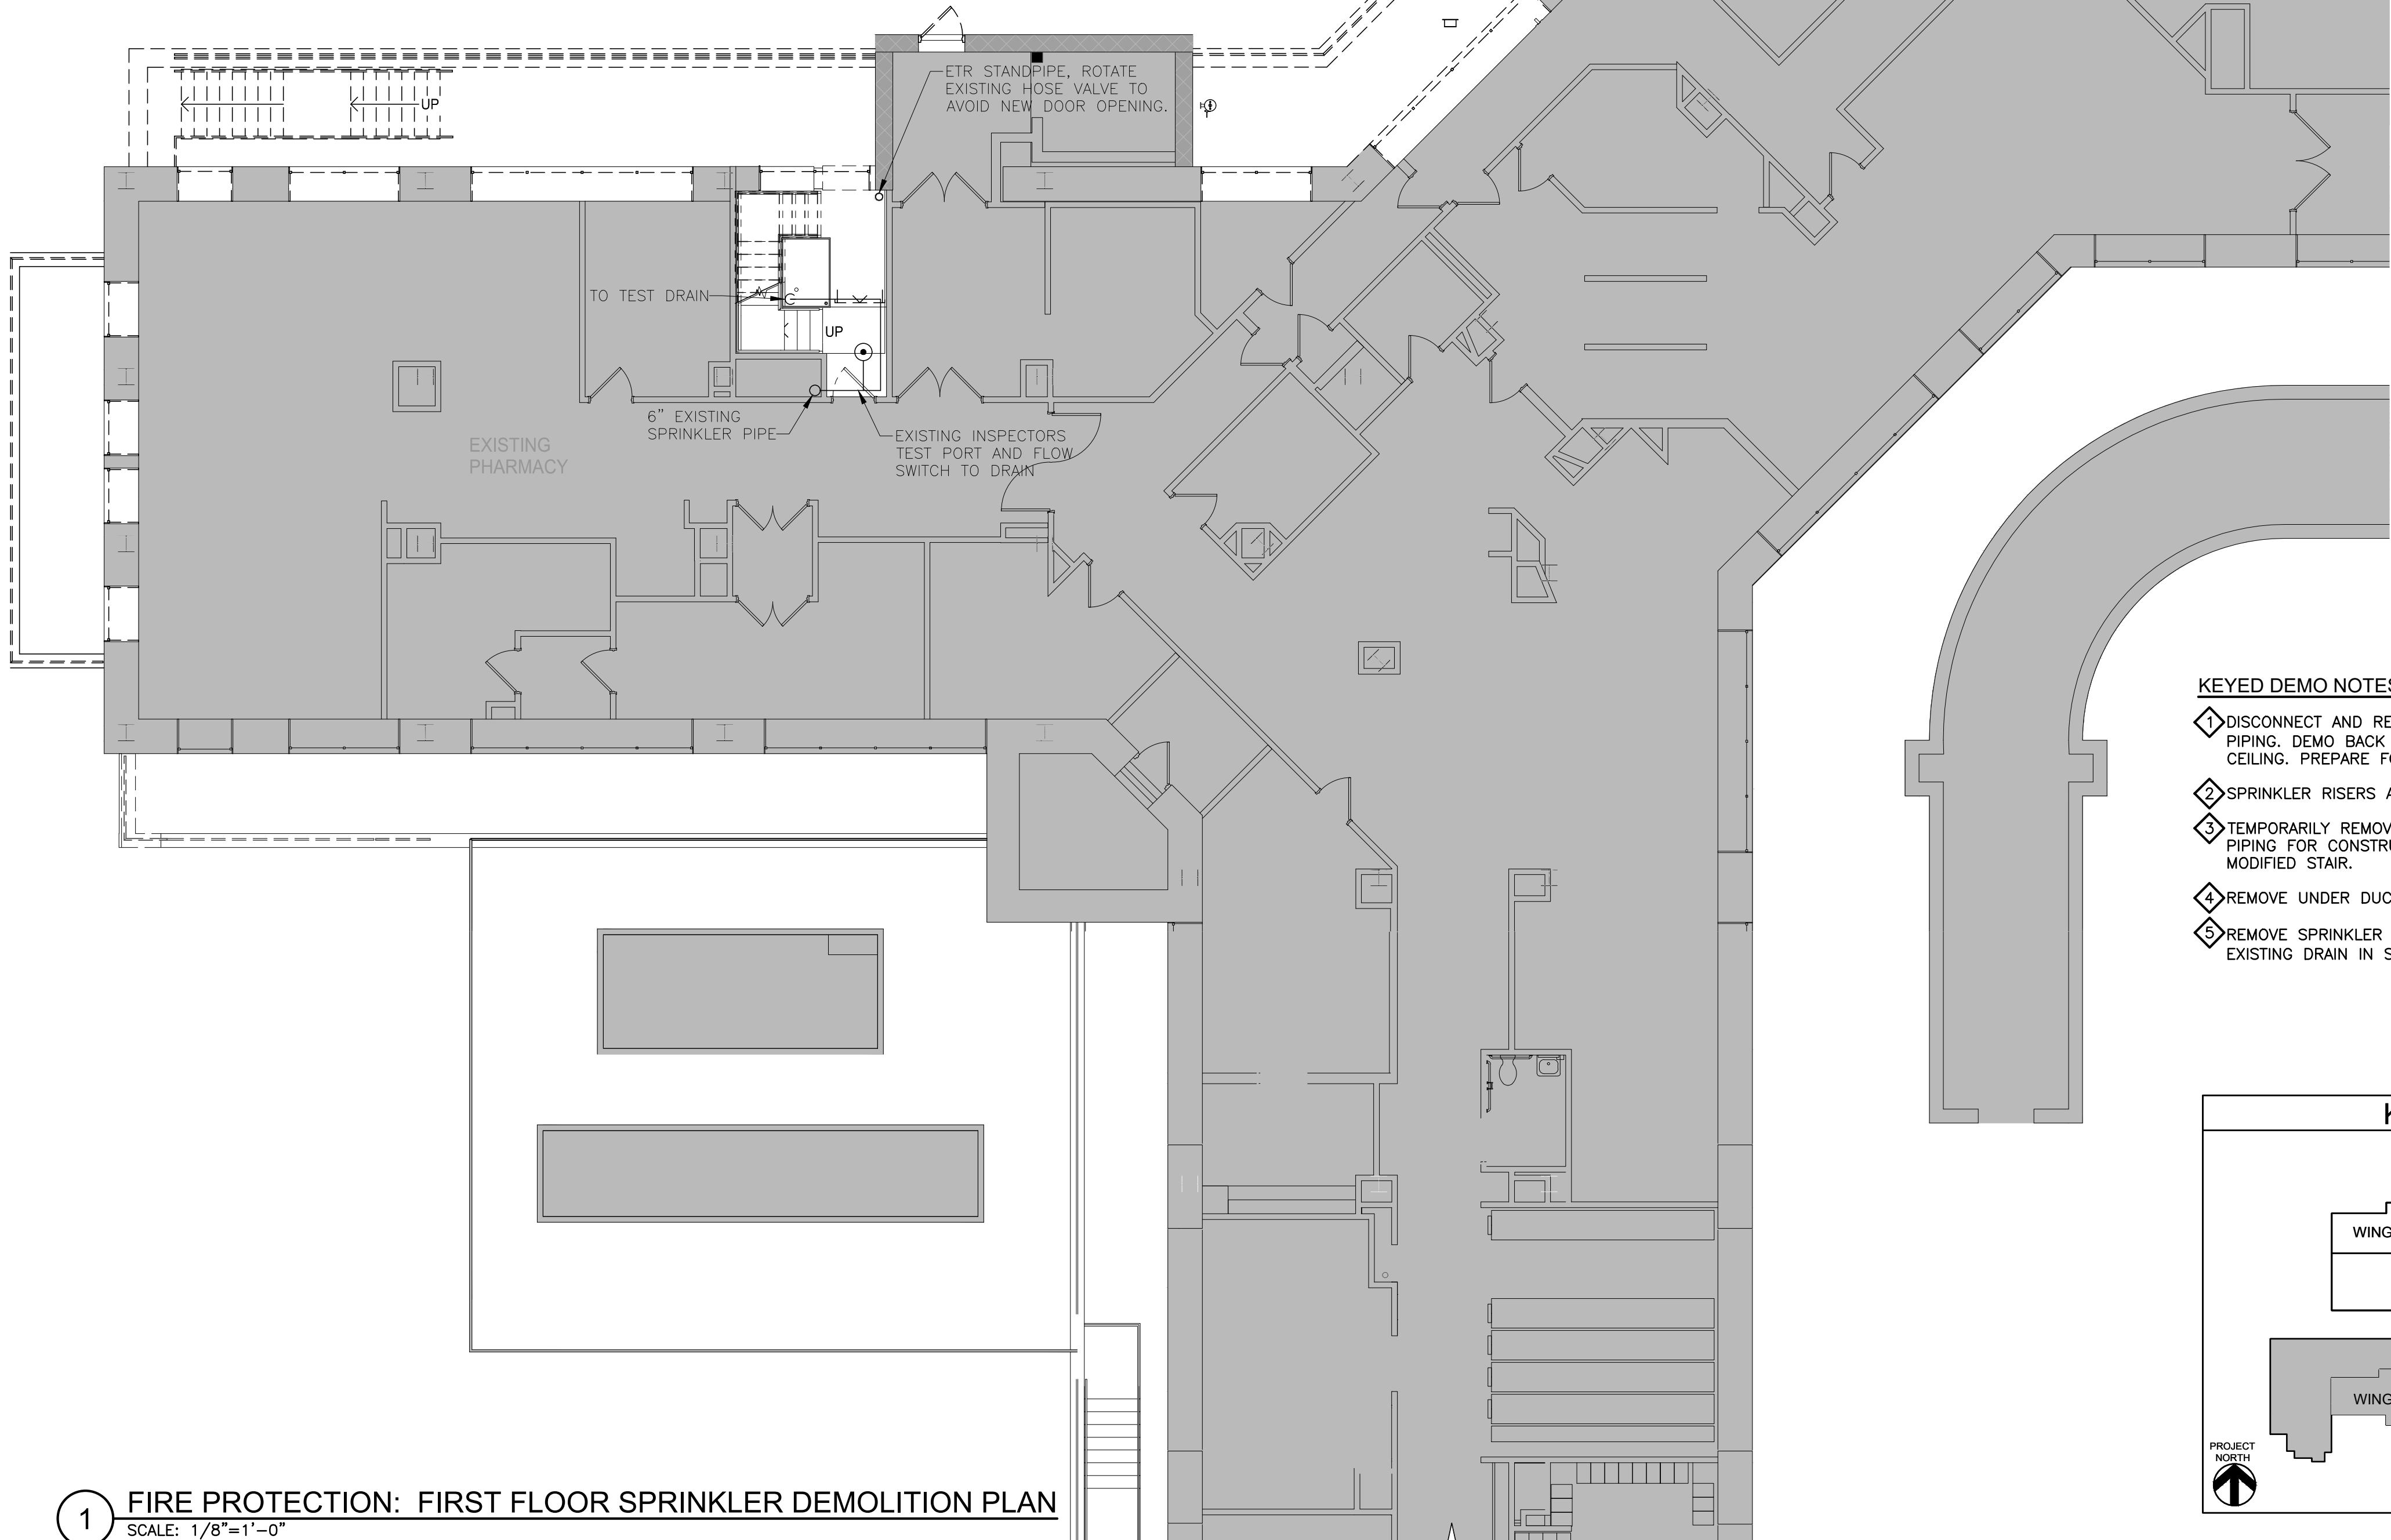 ETR STANDPIPE, ROTATE
EXISTING HOSE VALVE TO
AVOID NEW DOOR OPENING.
UP
TO TEST DRAIN
UP
6" EXISTING
SPRINKLER PIPE
EXISTING INSPECTORS
TEST PORT AND FLOW
SWITCH TO DRAIN
EXISTING
PHARMACY
KEYED DEMO NOTES
1 DISCONNECT AND RE
PIPING. DEMO BACK
CEILING. PREPARE FO
2 SPRINKLER RISERS A
3 TEMPORARILY REMOV
PIPING FOR CONSTRU
MODIFIED STAIR.
4 REMOVE UNDER DUC
5 REMOVE SPRINKLER
EXISTING DRAIN IN S
K
WING
WING
PROJECT
NORTH
1 FIRE PROTECTION: FIRST FLOOR SPRINKLER DEMOLITION PLAN
SCALE: 1/8"=1'-0"